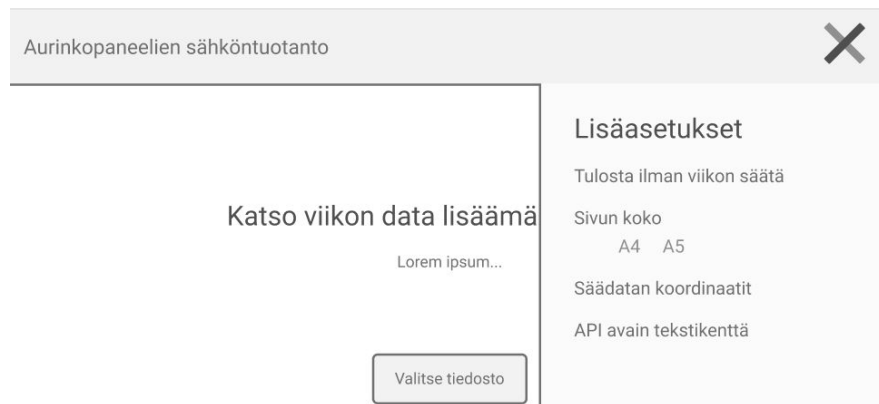 Aurinkopaneelien sähköntuotanto
Katso viikon data lisäämä
Lorem ipsum...
Valitse tiedosto
Lisäasetukset
Tulosta ilman viikon säätä
Sivun koko
A4 A5
Säädatan koordinaatit
API avain tekstikenttä